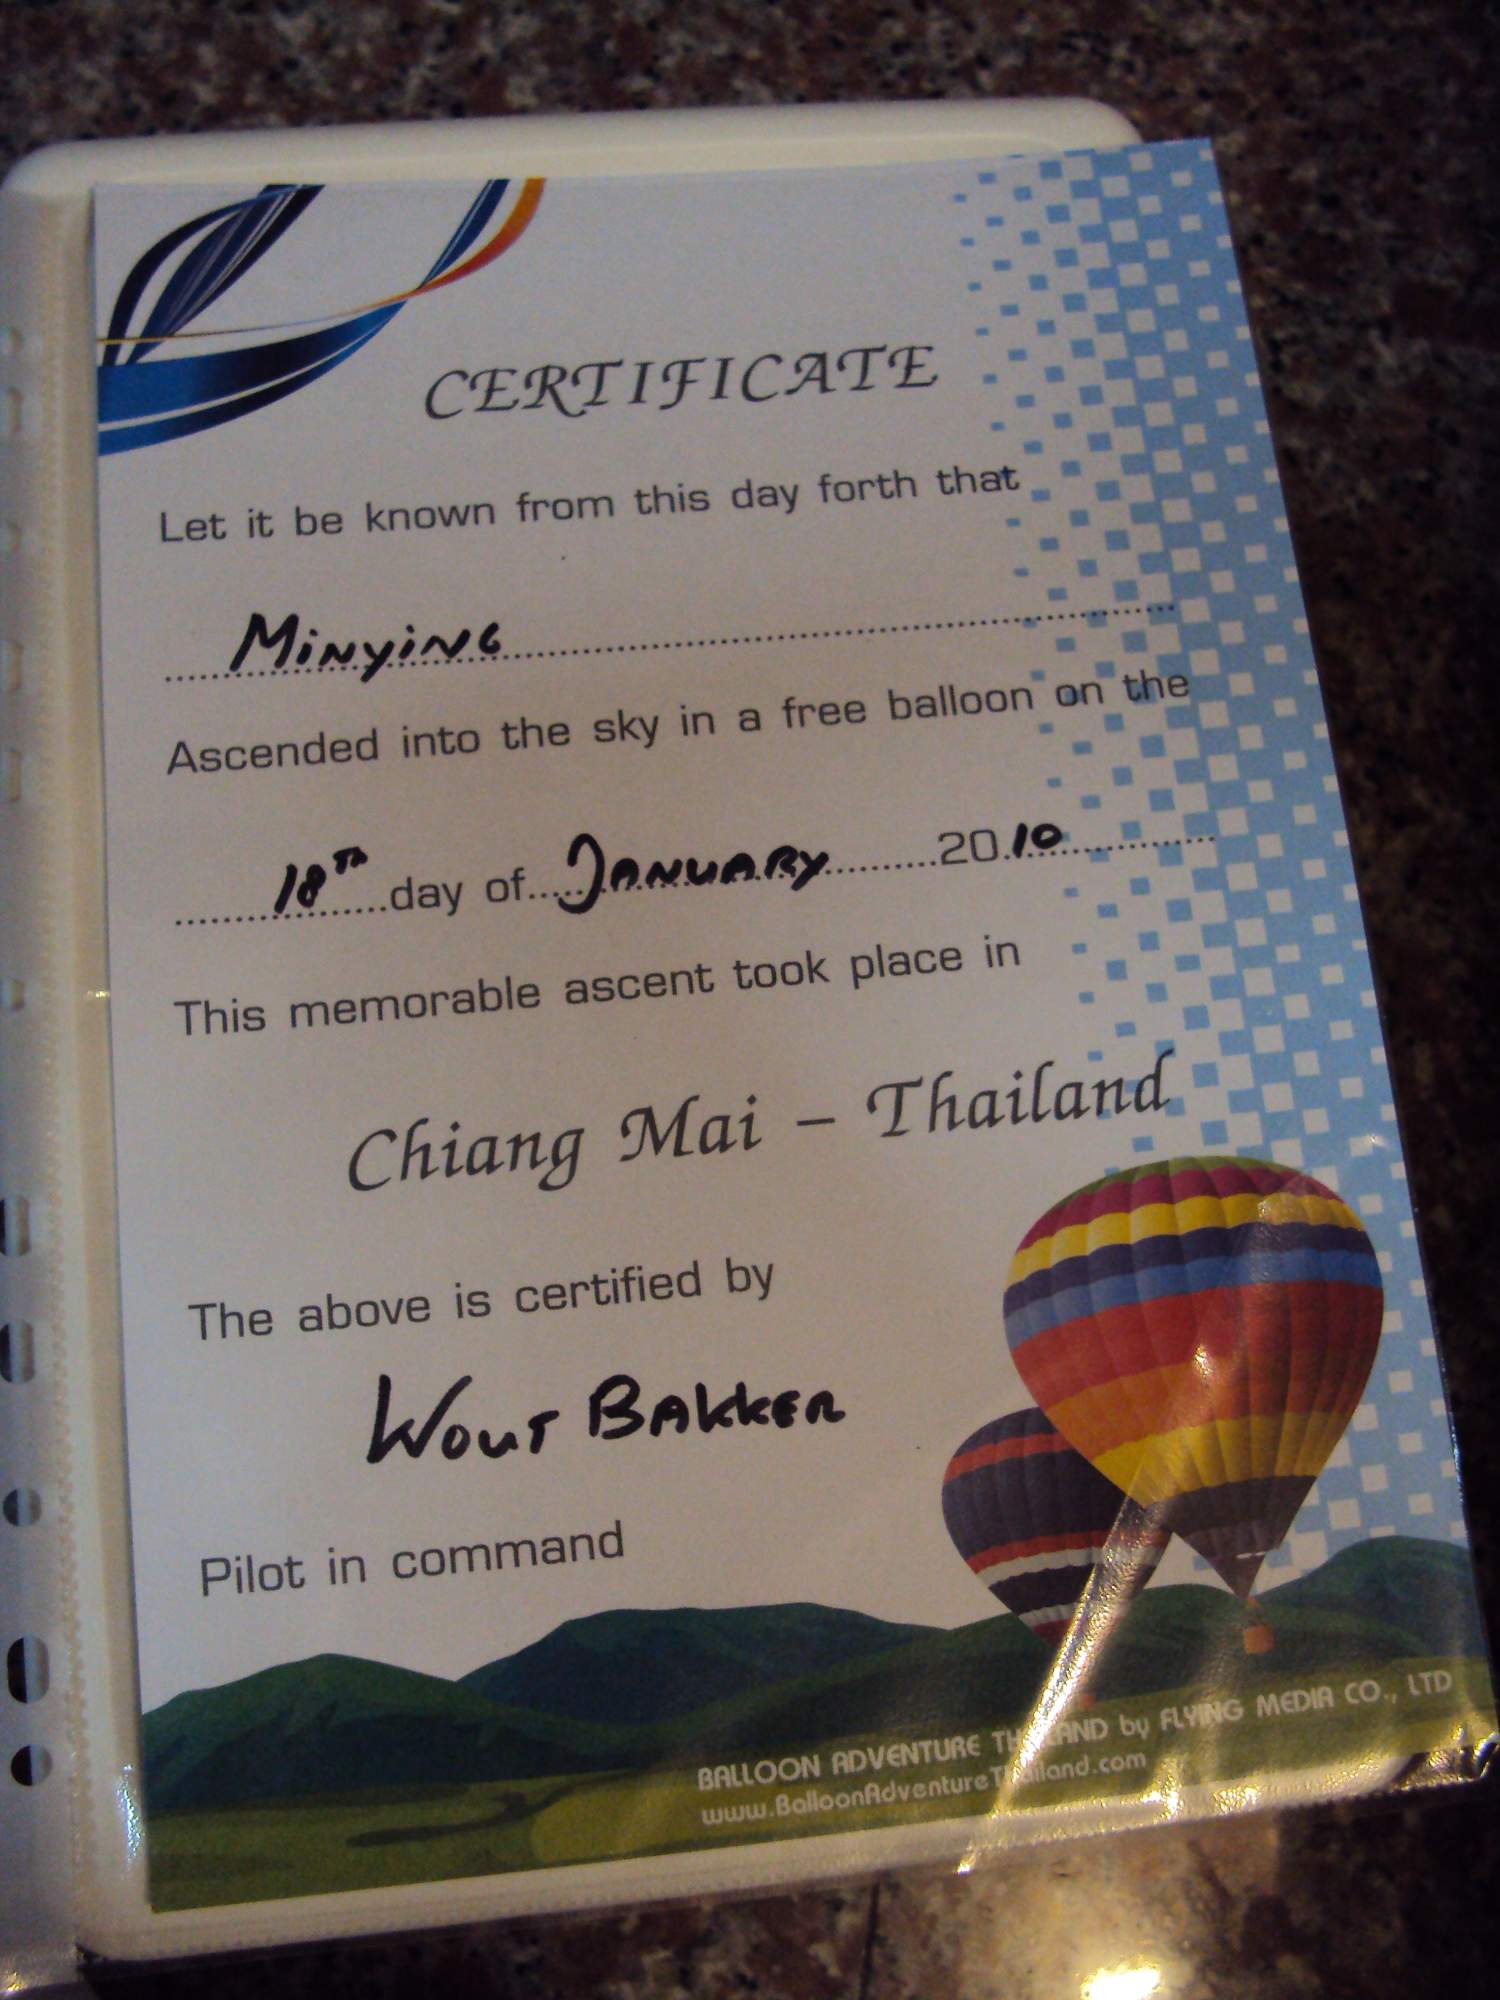 CERTIFICATE
Let it be known from this day forth that
Minying
Ascended into the sky in a free balloon on the
18TH day of January 2010
This memorable ascent took place in
Chiang Mai – Thailand
The above is certified by
Wout Bakker
Pilot in command
BALLOON ADVENTURE THAILAND by FLYING MEDIA CO., LTD
www.BalloonAdventureThailand.com